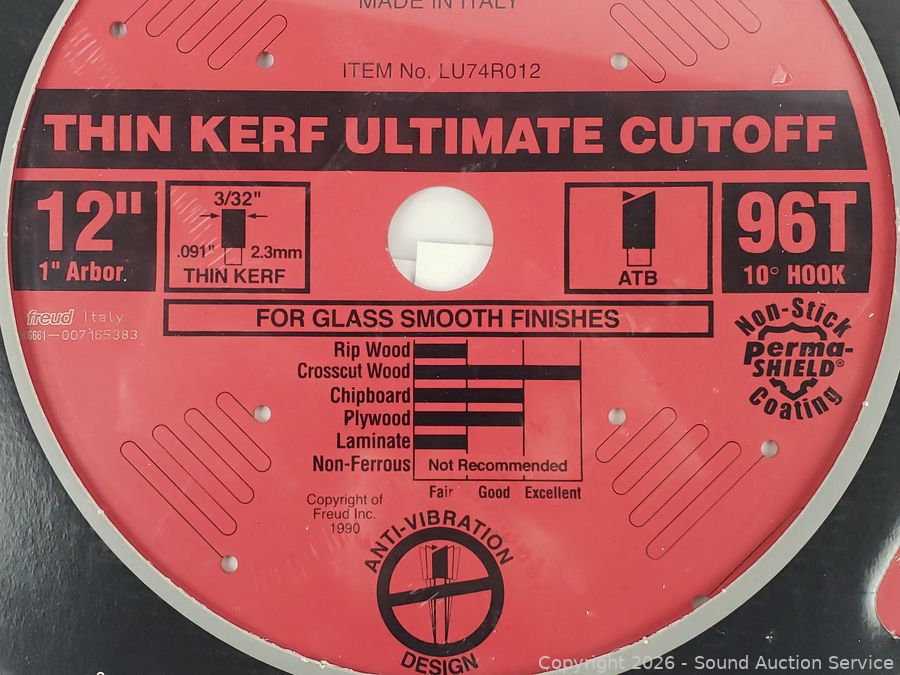 MADE IN ITALY
ITEM No. LU74R012
THIN KERF ULTIMATE CUTOFF
12"
1" Arbor
3/32"
.091" 2.3mm
THIN KERF
ATB
96T
10° HOOK
freud Italy
007165383
FOR GLASS SMOOTH FINISHES
Non-Stick
Perma-
SHIELD®
Coating
Rip Wood
Crosscut Wood
Chipboard
Plywood
Laminate
Non-Ferrous Not Recommended
Fair Good Excellent
Copyright of
Freud Inc.
1990
ANTI-VIBRATION
DESIGN
Copyright 2026 - Sound Auction Service